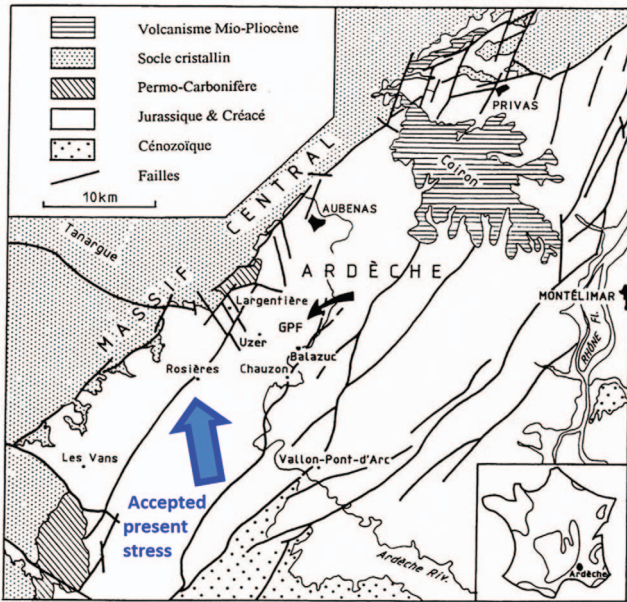 Volcanisme Mio-Pliocène
Socle cristallin
Permo-Carbonifère
Jurassique & Créacé
Cénozoïque
Failles
10km
PRIVAS
Coiron
AUBENAS
Tanargue
MASSIF CENTRAL
ARDÈCHE
Largentière
MONTÉLIMAR
GPF
Uzer
Balazuc
RHÔNE Fl.
Rosières
Chauzon
Les Vans
Vallon-Pont-d'Arc
Accepted
present
stress
Ardèche Riv.
Ardèche